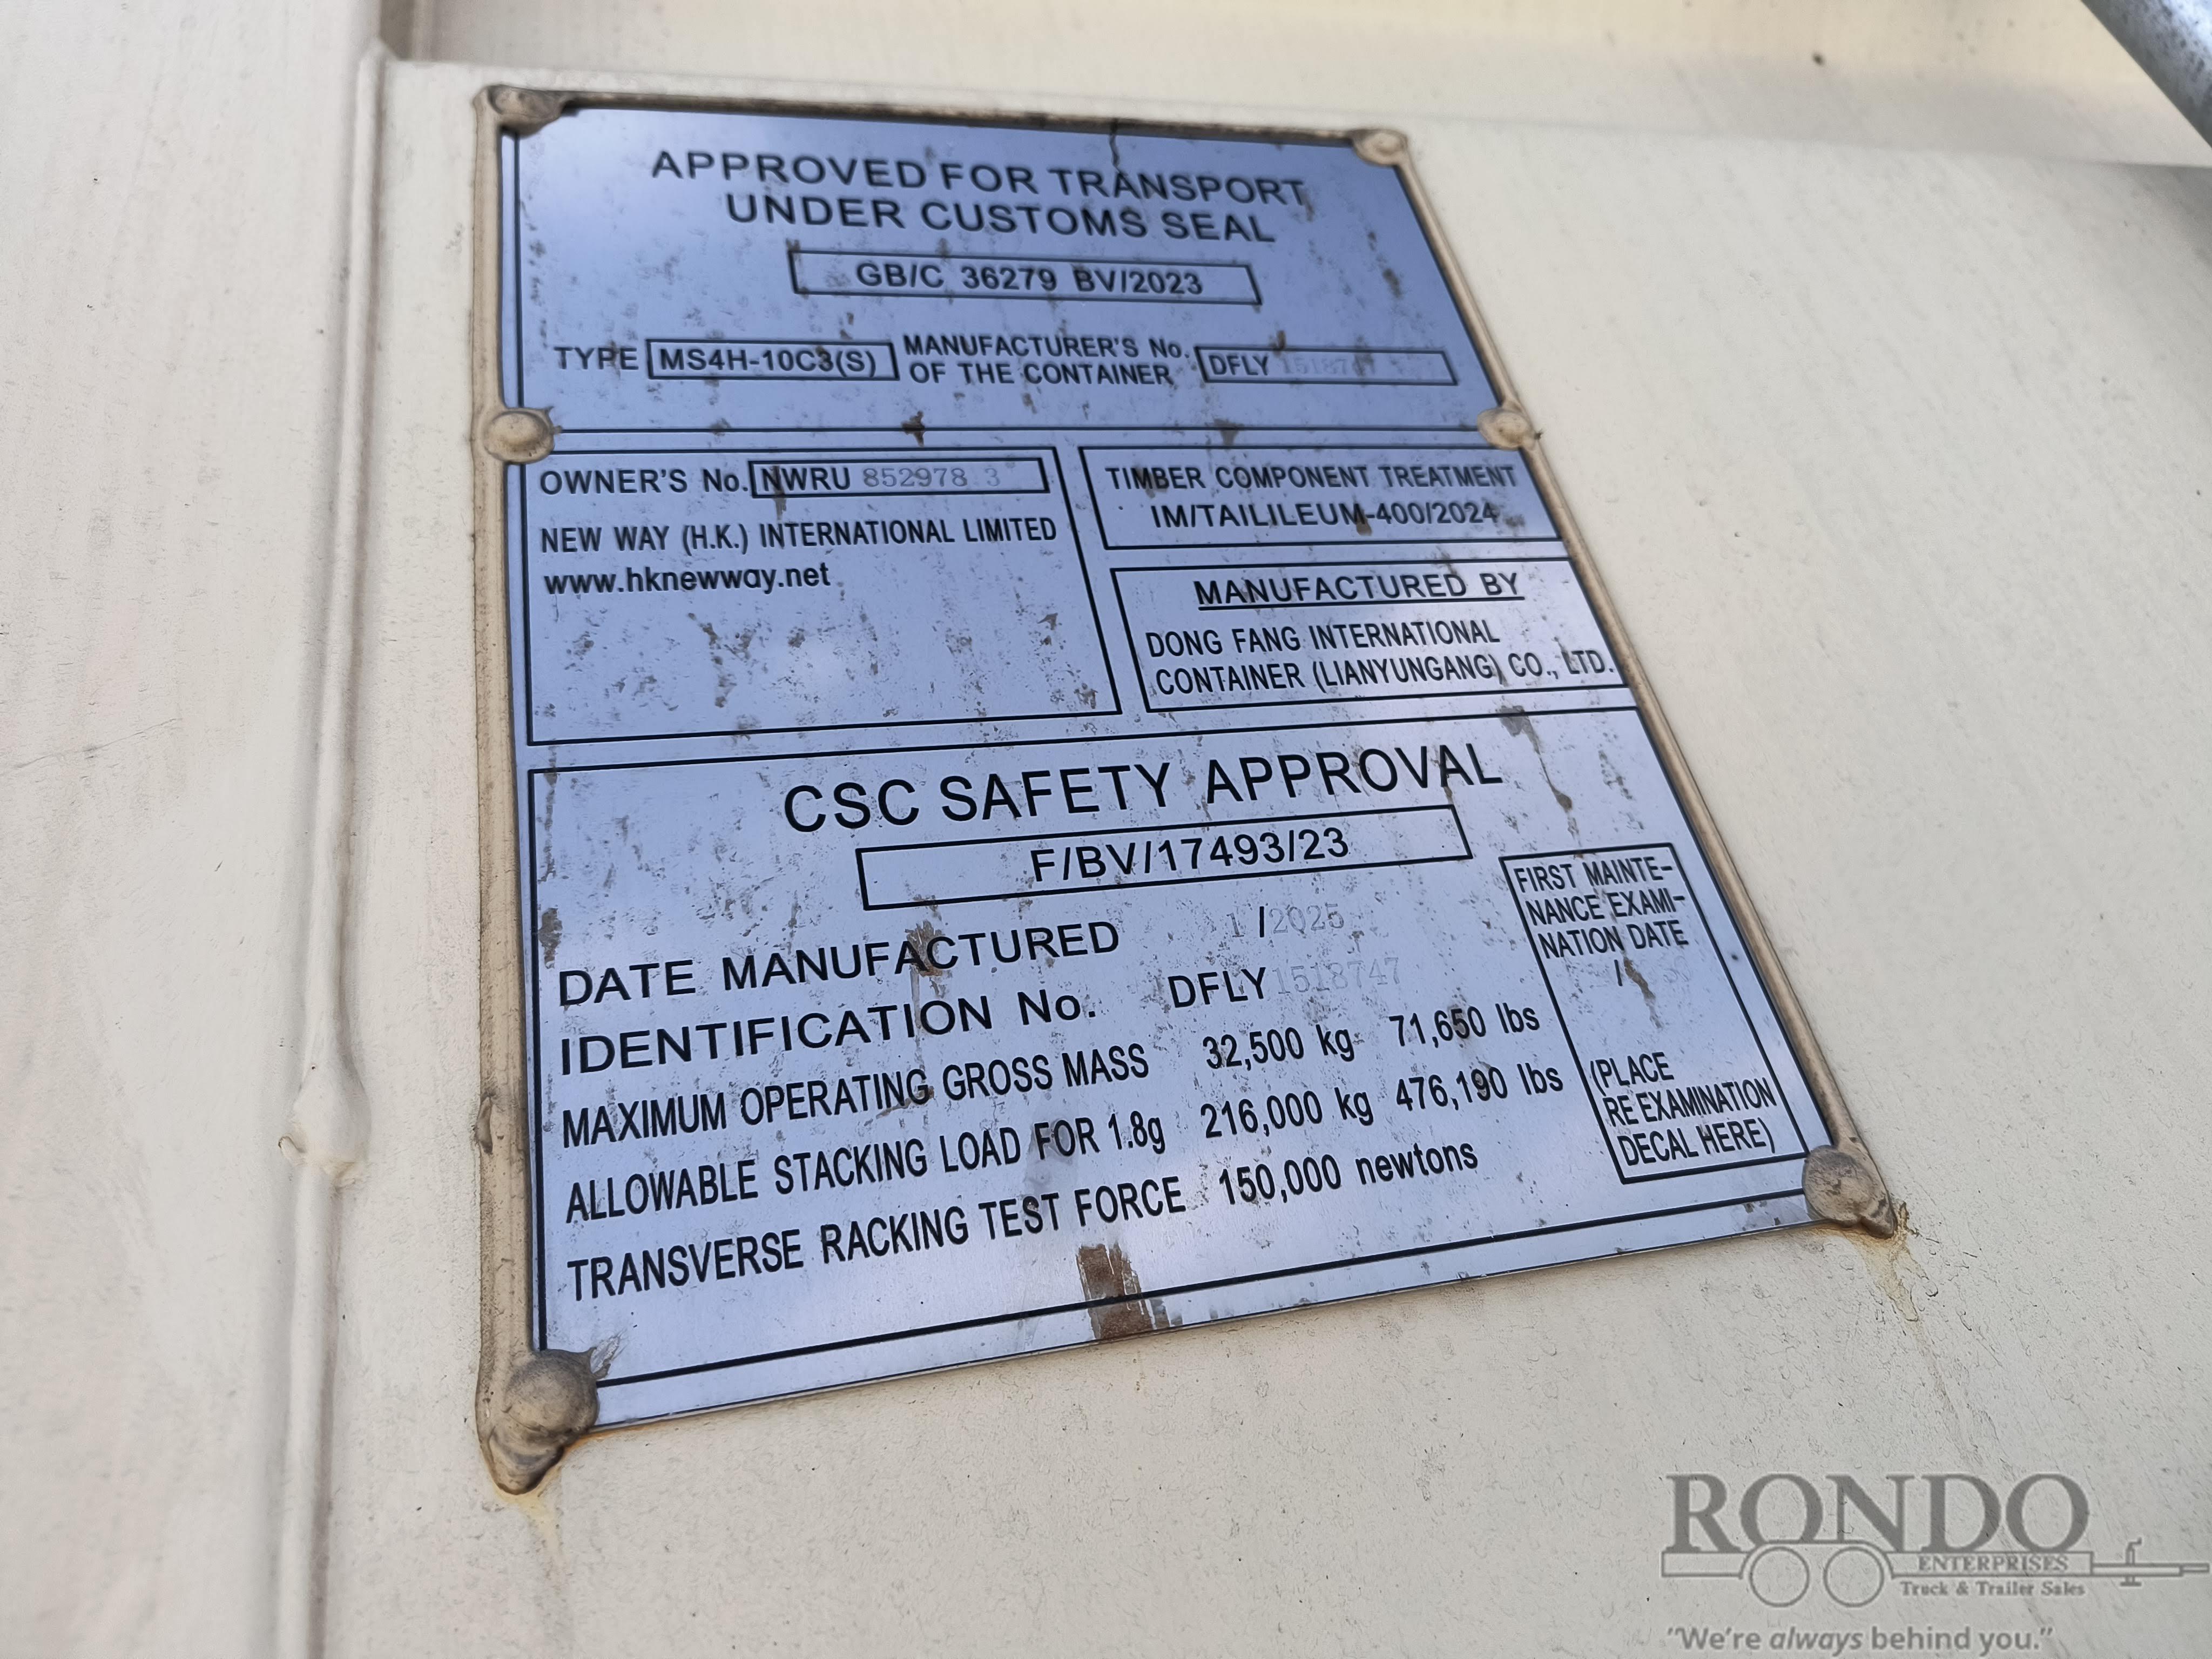 APPROVED FOR TRANSPORT
UNDER CUSTOMS SEAL
GB/C 36279 BV/2023
TYPE MS4H-10C3(S) MANUFACTURER'S No. OF THE CONTAINER DFLY 1518747
OWNER'S No. NWRU 852978 3
NEW WAY (H.K.) INTERNATIONAL LIMITED
www.hknewway.net
TIMBER COMPONENT TREATMENT
IM/TAILILEUM-400/2024
MANUFACTURED BY
DONG FANG INTERNATIONAL
CONTAINER (LIANYUNGANG) CO., LTD.
CSC SAFETY APPROVAL
F/BV/17493/23
DATE MANUFACTURED 1/2025
IDENTIFICATION No. DFLY 1518747
MAXIMUM OPERATING GROSS MASS 32,500 kg 71,650 lbs
ALLOWABLE STACKING LOAD FOR 1.8g 216,000 kg 476,190 lbs
TRANSVERSE RACKING TEST FORCE 150,000 newtons
FIRST MAINTE-
NANCE EXAMI-
NATION DATE
/
(PLACE
RE EXAMINATION
DECAL HERE)
RONDO
ENTERPRISES
Truck & Trailer Sales
"We're always behind you."